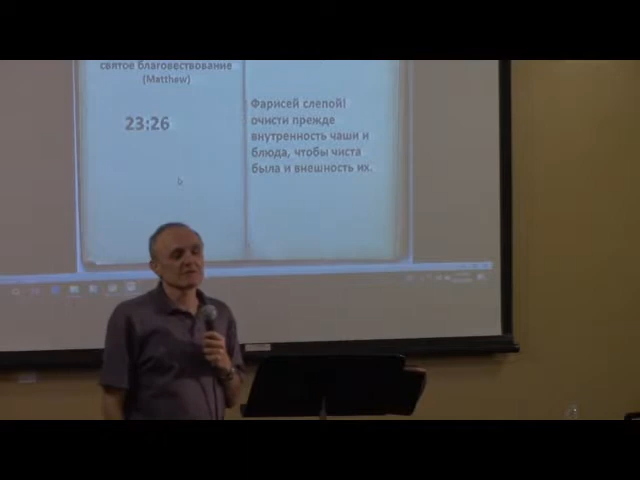 святое благовествование
(Matthew)
23:26
Фарисей слепой!
очисти прежде
внутренность чаши и
блюда, чтобы чиста
была и внешность их.